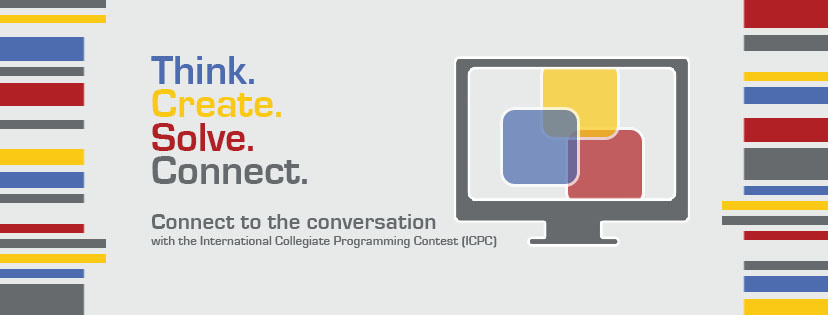 Think.
Create.
Solve.
Connect.
Connect to the conversation
with the International Collegiate Programming Contest (ICPC)